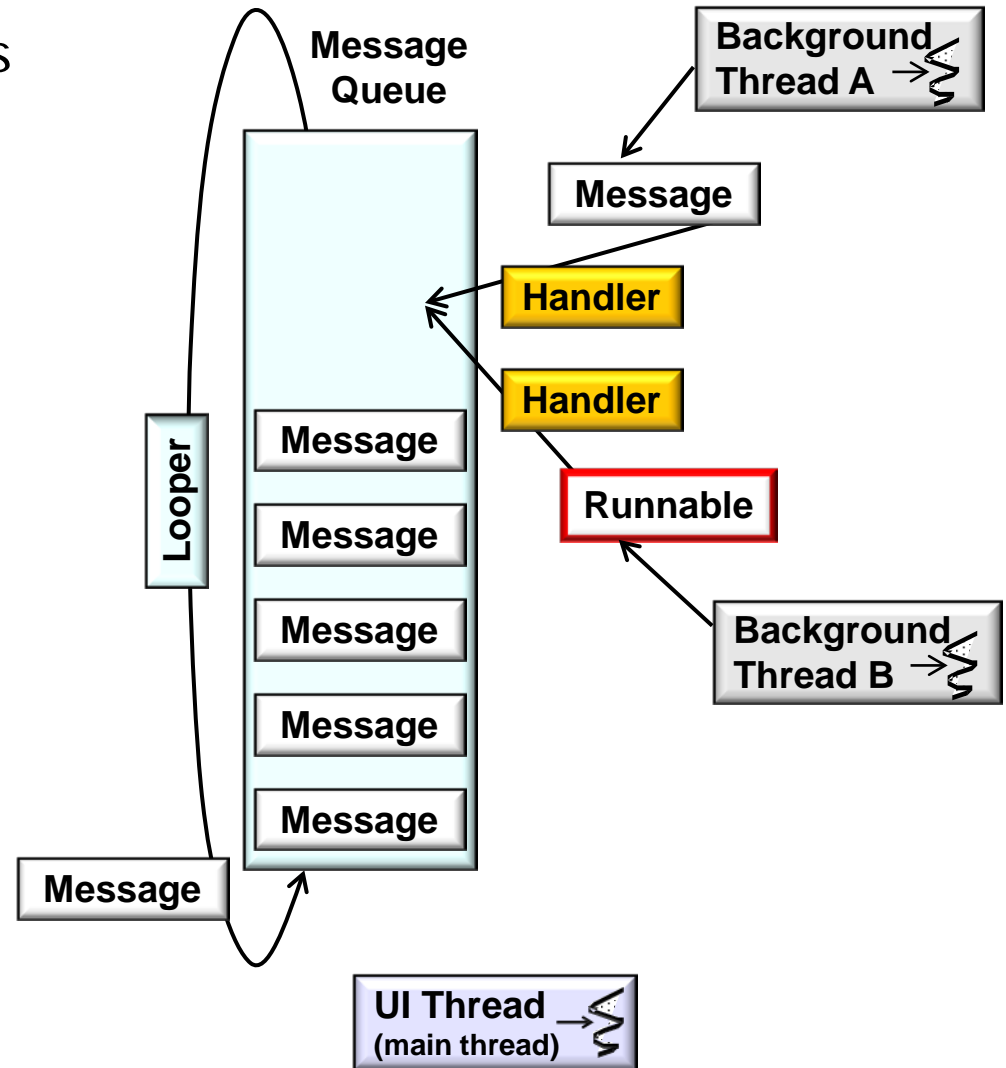 s
Message
Queue
Background
Thread A
Message
Handler
Handler
Message
Looper
Runnable
Message
Message
Background
Thread B
Message
Message
Message
UI Thread
(main thread)